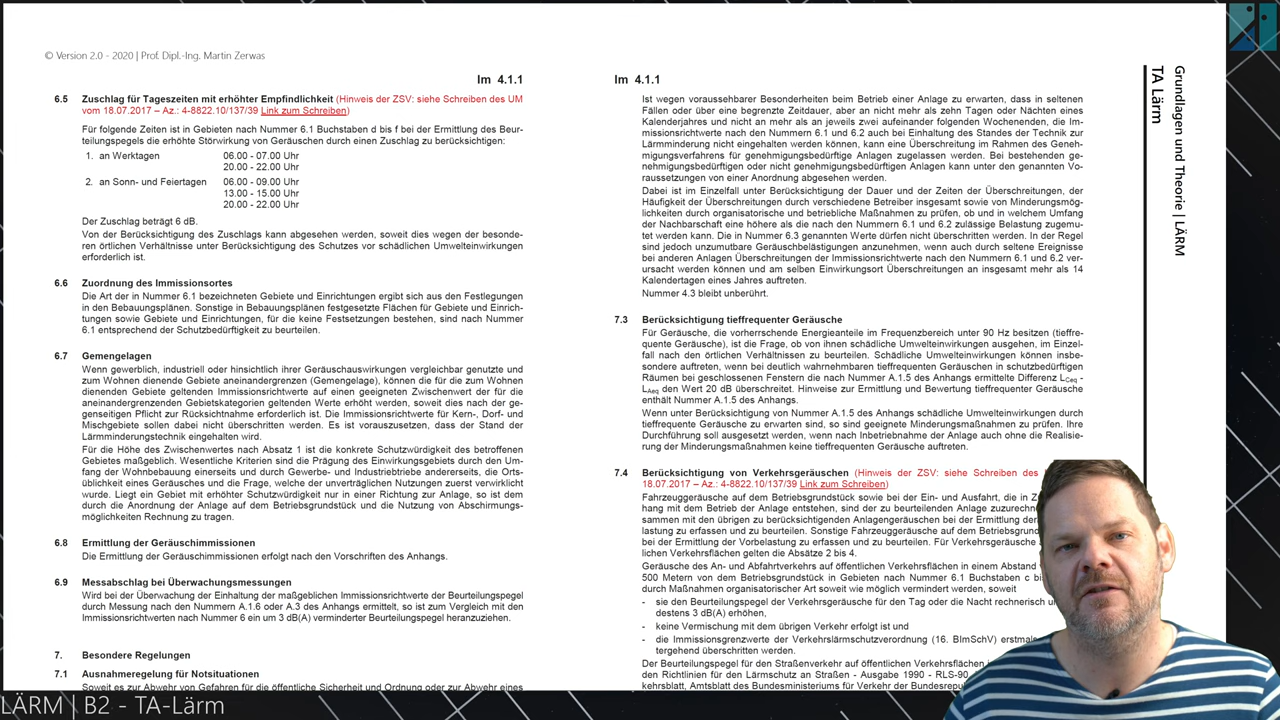 © Version 2.0 - 2020 | Prof. Dipl.-Ing. Martin Zerwas
Im 4.1.1
6.5 Zuschlag für Tageszeiten mit erhöhter Empfindlichkeit (Hinweis der ZSV: siehe Schreiben des UM
vom 18.07.2017 – Az.: 4-8822.10/137/39 Link zum Schreiben)
Für folgende Zeiten ist in Gebieten nach Nummer 6.1 Buchstaben d bis f bei der Ermittlung des Beur-
teilungspegels die erhöhte Störwirkung von Geräuschen durch einen Zuschlag zu berücksichtigen:
1. an Werktagen 06.00 - 07.00 Uhr
20.00 - 22.00 Uhr
2. an Sonn- und Feiertagen 06.00 - 09.00 Uhr
13.00 - 15.00 Uhr
20.00 - 22.00 Uhr
Der Zuschlag beträgt 6 dB.
Von der Berücksichtigung des Zuschlags kann abgesehen werden, soweit dies wegen der besonde-
ren örtlichen Verhältnisse unter Berücksichtigung des Schutzes vor schädlichen Umwelteinwirkungen
erforderlich ist.
6.6 Zuordnung des Immissionsortes
Die Art der in Nummer 6.1 bezeichneten Gebiete und Einrichtungen ergibt sich aus den Festlegungen
in den Bebauungsplänen. Sonstige in Bebauungsplänen festgesetzte Flächen für Gebiete und Einrich-
tungen sowie Gebiete und Einrichtungen, für die keine Festsetzungen bestehen, sind nach Nummer
6.1 entsprechend der Schutzbedürftigkeit zu beurteilen.
6.7 Gemengelagen
Wenn gewerblich, industriell oder hinsichtlich ihrer Geräuschauswirkungen vergleichbar genutzte und
zum Wohnen dienende Gebiete aneinandergrenzen (Gemengelage), können die für die zum Wohnen
dienenden Gebiete geltenden Immissionsrichtwerte auf einen geeigneten Zwischenwert der für die
aneinandergrenzenden Gebietskategorien geltenden Werte erhöht werden, soweit dies nach der ge-
genseitigen Pflicht zur Rücksichtnahme erforderlich ist. Die Immissionsrichtwerte für Kern-, Dorf- und
Mischgebiete sollen dabei nicht überschritten werden. Es ist vorauszusetzen, dass der Stand der
Lärmminderungstechnik eingehalten wird.
Für die Höhe des Zwischenwertes nach Absatz 1 ist die konkrete Schutzwürdigkeit des betroffenen
Gebietes maßgeblich. Wesentliche Kriterien sind die Prägung des Einwirkungsgebiets durch den Um-
fang der Wohnbebauung einerseits und durch Gewerbe- und Industriebtriebe andererseits, die Orts-
üblichkeit eines Geräusches und die Frage, welche der unverträglichen Nutzungen zuerst verwirklicht
wurde. Liegt ein Gebiet mit erhöhter Schutzwürdigkeit nur in einer Richtung zur Anlage, so ist dem
durch die Anordnung der Anlage auf dem Betriebsgrundstück und die Nutzung von Abschirmungs-
möglichkeiten Rechnung zu tragen.
6.8 Ermittlung der Geräuschimmissionen
Die Ermittlung der Geräuschimmissionen erfolgt nach den Vorschriften des Anhangs.
6.9 Messabschlag bei Überwachungsmessungen
Wird bei der Überwachung der Einhaltung der maßgeblichen Immissionsrichtwerte der Beurteilungspegel
durch Messung nach den Nummern A.1.6 oder A.3 des Anhangs ermittelt, so ist zum Vergleich mit den
Immissionsrichtwerten nach Nummer 6 ein um 3 dB(A) verminderter Beurteilungspegel heranzuziehen.
7. Besondere Regelungen
7.1 Ausnahmeregelung für Notsituationen
Soweit es zur Abwehr von Gefahren für die öffentliche Sicherheit und Ordnung oder zur Abwehr eines
Im 4.1.1
Ist wegen voraussehbarer Besonderheiten beim Betrieb einer Anlage zu erwarten, dass in seltenen
Fällen oder über eine begrenzte Zeitdauer, aber an nicht mehr als zehn Tagen oder Nächten eines
Kalenderjahres und nicht an mehr als an jeweils zwei aufeinander folgenden Wochenenden, die Im-
missionsrichtwerte nach den Nummern 6.1 und 6.2 auch bei Einhaltung des Standes der Technik zur
Lärmminderung nicht eingehalten werden können, kann eine Überschreitung im Rahmen des Geneh-
migungsverfahrens für genehmigungsbedürftige Anlagen zugelassen werden. Bei bestehenden ge-
nehmigungsbedürftigen oder nicht genehmigungsbedürftigen Anlagen kann unter den genannten Vo-
raussetzungen von einer Anordnung abgesehen werden.
Dabei ist im Einzelfall unter Berücksichtigung der Dauer und der Zeiten der Überschreitungen, der
Häufigkeit der Überschreitungen durch verschiedene Betreiber insgesamt sowie von Minderungsmög-
lichkeiten durch organisatorische und betriebliche Maßnahmen zu prüfen, ob und in welchem Umfang
der Nachbarschaft eine höhere als die nach den Nummern 6.1 und 6.2 zulässige Belastung zugemu-
tet werden kann. Die in Nummer 6.3 genannten Werte dürfen nicht überschritten werden. In der Regel
sind jedoch unzumutbare Geräuschbelästigungen anzunehmen, wenn auch durch seltene Ereignisse
bei anderen Anlagen Überschreitungen der Immissionsrichtwerte nach den Nummern 6.1 und 6.2 ver-
ursacht werden können und am selben Einwirkungsort Überschreitungen an insgesamt mehr als 14
Kalendertagen eines Jahres auftreten.
Nummer 4.3 bleibt unberührt.
7.3 Berücksichtigung tieffrequenter Geräusche
Für Geräusche, die vorherrschende Energieanteile im Frequenzbereich unter 90 Hz besitzen (tieffre-
quente Geräusche), ist die Frage, ob von ihnen schädliche Umwelteinwirkungen ausgehen, im Einzel-
fall nach den örtlichen Verhältnissen zu beurteilen. Schädliche Umwelteinwirkungen können insbe-
sondere auftreten, wenn bei deutlich wahrnehmbaren tieffrequenten Geräuschen in schutzbedürftigen
Räumen bei geschlossenen Fenstern die nach Nummer A.1.5 des Anhangs ermittelte Differenz LCeq -
LAeq den Wert 20 dB überschreitet. Hinweise zur Ermittlung und Bewertung tieffrequenter Geräusche
enthält Nummer A.1.5 des Anhangs.
Wenn unter Berücksichtigung von Nummer A.1.5 des Anhangs schädliche Umwelteinwirkungen durch
tieffrequente Geräusche zu erwarten sind, so sind geeignete Minderungsmaßnahmen zu prüfen. Ihre
Durchführung soll ausgesetzt werden, wenn nach Inbetriebnahme der Anlage auch ohne die Realisie-
rung der Minderungsmaßnahmen keine tieffrequenten Geräusche auftreten.
7.4 Berücksichtigung von Verkehrsgeräuschen (Hinweis der ZSV: siehe Schreiben des
18.07.2017 – Az.: 4-8822.10/137/39 Link zum Schreiben)
Fahrzeuggeräusche auf dem Betriebsgrundstück sowie bei der Ein- und Ausfahrt, die in
hang mit dem Betrieb der Anlage entstehen, sind der zu beurteilenden Anlage zuzurechn
sammen mit den übrigen zu berücksichtigenden Anlagengeräuschen bei der Ermittlung der
lastung zu erfassen und zu beurteilen. Sonstige Fahrzeuggeräusche auf dem Betriebsgrund
bei der Ermittlung der Vorbelastung zu erfassen und zu beurteilen. Für Verkehrsgeräusche
lichen Verkehrsflächen gelten die Absätze 2 bis 4.
Geräusche des An- und Abfahrtverkehrs auf öffentlichen Verkehrsflächen in einem Abstand
500 Metern von dem Betriebsgrundstück in Gebieten nach Nummer 6.1 Buchstaben c bi
durch Maßnahmen organisatorischer Art soweit wie möglich vermindert werden, soweit
- sie den Beurteilungspegel der Verkehrsgeräusche für den Tag oder die Nacht rechnerisch
destens 3 dB(A) erhöhen,
- keine Vermischung mit dem übrigen Verkehr erfolgt ist und
- die Immissionsgrenzwerte der Verkehrslärmschutzverordnung (16. BImSchV) erstmals
tergehend überschritten werden.
Der Beurteilungspegel für den Straßenverkehr auf öffentlichen Verkehrsflächen
den Richtlinien für den Lärmschutz an Straßen - Ausgabe 1990 - RLS-90
kehrsblatt, Amtsblatt des Bundesministeriums für Verkehr der Bundesrepu
Grundlagen und Theorie | LÄRM
TA Lärm
LÄRM | B2 - TA-Lärm